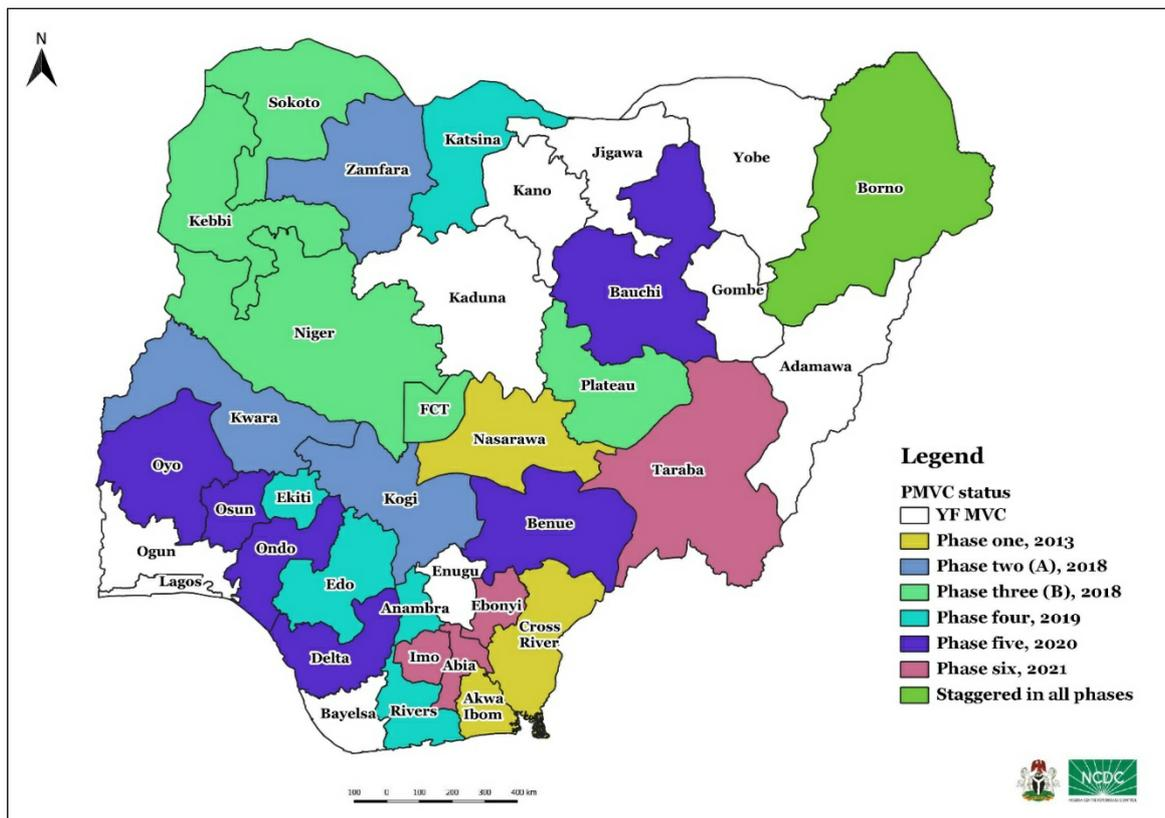 N
Sokoto
Katsina
Zamfara
Jigawa
Yobe
Kano
Borno
Kebbi
Kaduna
Bauchi
Gombe
Niger
Adamawa
Plateau
FCT
Kwara
Nasarawa
Oyo
Taraba
Kogi
Ekiti
Osun
Benue
Ogun
Ondo
Enugu
Lagos
Edo
Anambra
Ebonyi
Cross
River
Delta
Imo
Abia
Akwa
Ibom
Bayelsa
Rivers
Legend
PMVC status
YF MVC
Phase one, 2013
Phase two (A), 2018
Phase three (B), 2018
Phase four, 2019
Phase five, 2020
Phase six, 2021
Staggered in all phases
100 0 100 200 300 400 km
NCDC